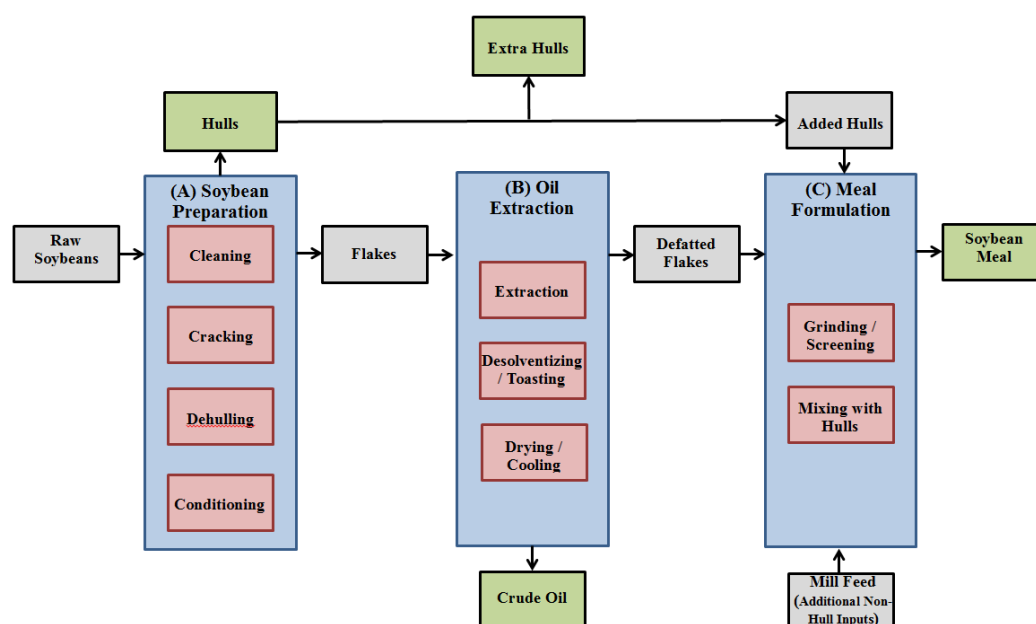 Extra Hulls
Hulls
Added Hulls
(A) Soybean
Preparation
(B) Oil
Extraction
(C) Meal
Formulation
Raw
Soybeans
Cleaning
Flakes
Defatted
Flakes
Soybean
Meal
Extraction
Cracking
Grinding /
Screening
Desolventizing
/ Toasting
Dehulling
Mixing with
Hulls
Drying /
Cooling
Conditioning
Crude Oil
Mill Feed
(Additional Non-
Hull Inputs)